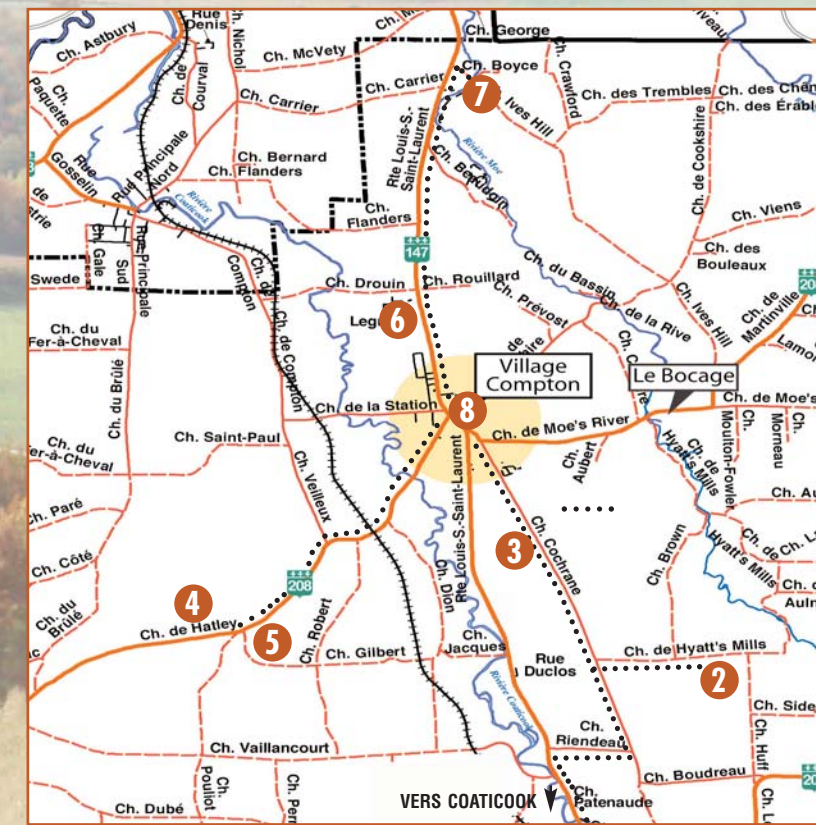 Rue
Denis
Ch. Astbury
Ch. de
Courval
Ch. Nichol
Ch. McVety
Ch. George
Ch.
Paquette
Ch. Carrier
Ch. Carrier
Ch. Boyce
7
Ch. Crawford
Ives Hill
Ch. des Trembles
Ch. des
Ch. des
Rue
Gosselin
Rue Principale
Nord
Ch. Bernard
Ch. Flanders
Rivière
Coaticook
Rte Louis-S.-
Saint-Laurent
Rivière Moe
Ch.
Flanders
Ch. de Cookshire
Ch. Viens
Ch. des
Bouleaux
de
Swede
Ch. Gale
Sud
Rue Principale
Ch. de
Compton
147
Ch. Drouin
Ch. Rouillard
Ch. du Bassin
Ch. de la Rive
Ch. Prévost
Ch. Ives Hill
Ch. de
Martinville
6
Ch. du
Fer-à-Cheval
Ch. du Brûlé
Ch. de Compton
Village
Compton
Le Bocage
Ch. de la Station
8
Ch. de Moe's River
Ch. de Moe's
Ch.
Aubert
Hyatt's Mills
Ch. de
Moulton-Fowler
Ch.
Morneau
Ch. Saint-Paul
Ch. du
Ch. Veilleux
Rte Louis-S.-Saint-Laurent
Ch. Cochrane
3
Ch. Brown
Ch. de
Hyatt's Mills
Ch. Paré
Ch. Côté
Ch. du
Brûlé
208
4
Ch. de Hatley
5
Ch. Robert
Ch. Dion
Ch. Gilbert
Ch.
Jacques
Rue
Duclos
Ch. de Hyatt's Mills
2
Rivière Coaticook
Ch. Vaillancourt
Ch.
Riendeau
Ch. Huff
Ch.
Pouliot
Ch. Boudreau
Ch. Dubé
VERS COATICOOK
Ch.
Patenaude